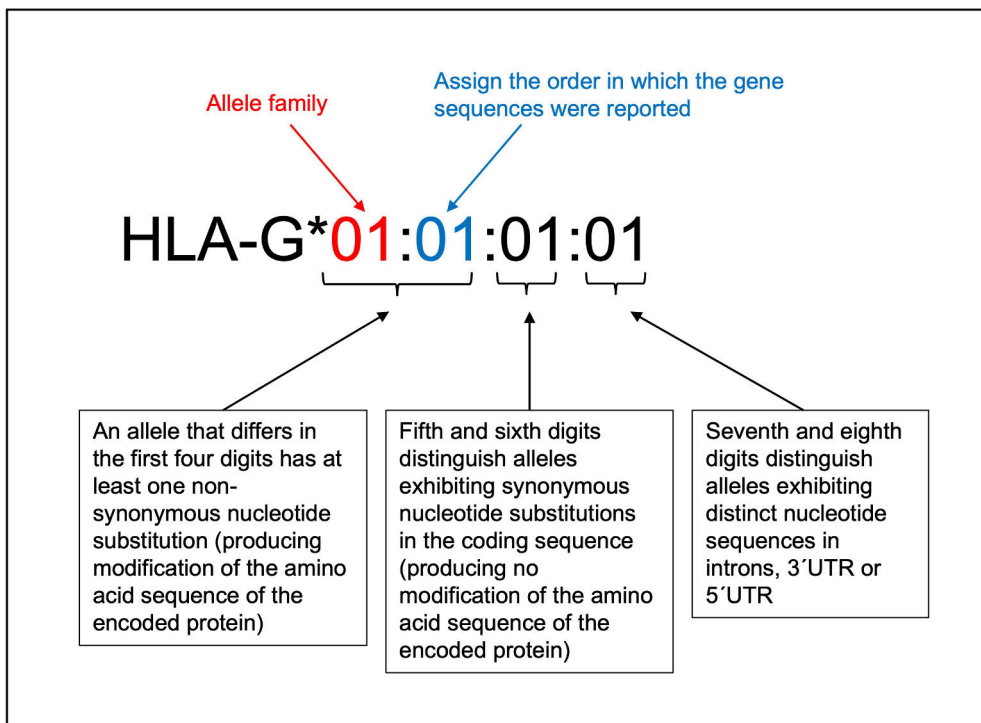 Allele family
Assign the order in which the gene
sequences were reported
HLA-G*01:01:01:01
An allele that differs in
the first four digits has at
least one non-
synonymous nucleotide
substitution (producing
modification of the amino
acid sequence of the
encoded protein)
Fifth and sixth digits
distinguish alleles
exhibiting synonymous
nucleotide substitutions
in the coding sequence
(producing no
modification of the amino
acid sequence of the
encoded protein)
Seventh and eighth
digits distinguish
alleles exhibiting
distinct nucleotide
sequences in
introns, 3´UTR or
5´UTR